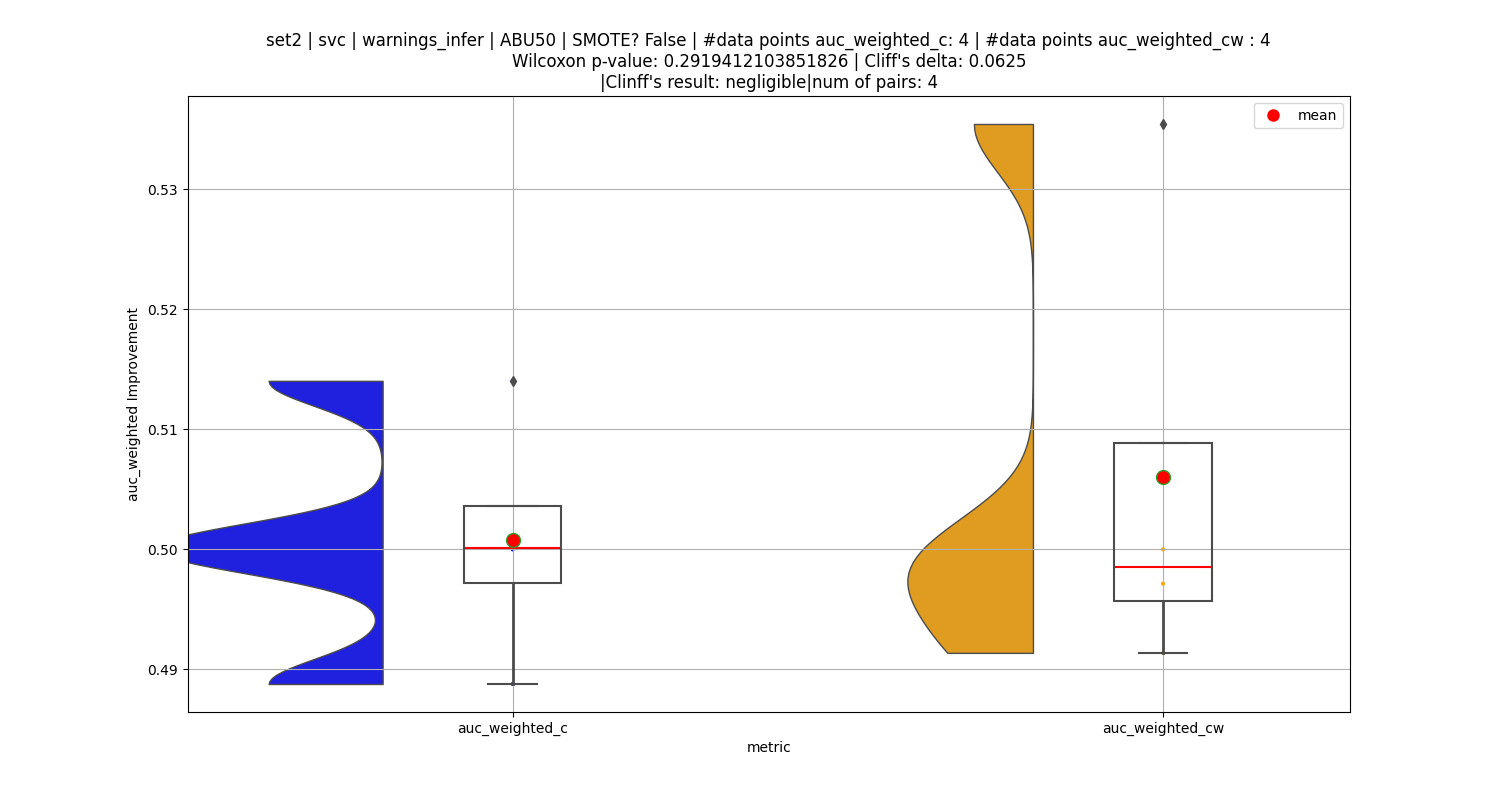 set2 | svc | warnings_infer | ABU50 | SMOTE? False | #data points auc_weighted_c: 4 | #data points auc_weighted_cw : 4
Wilcoxon p-value: 0.2919412103851826 | Cliff's delta: 0.0625
|Clinff's result: negligible|num of pairs: 4
mean
0.53
0.52
0.51
0.50
0.49
auc_weighted Improvement
auc_weighted_c
auc_weighted_cw
metric